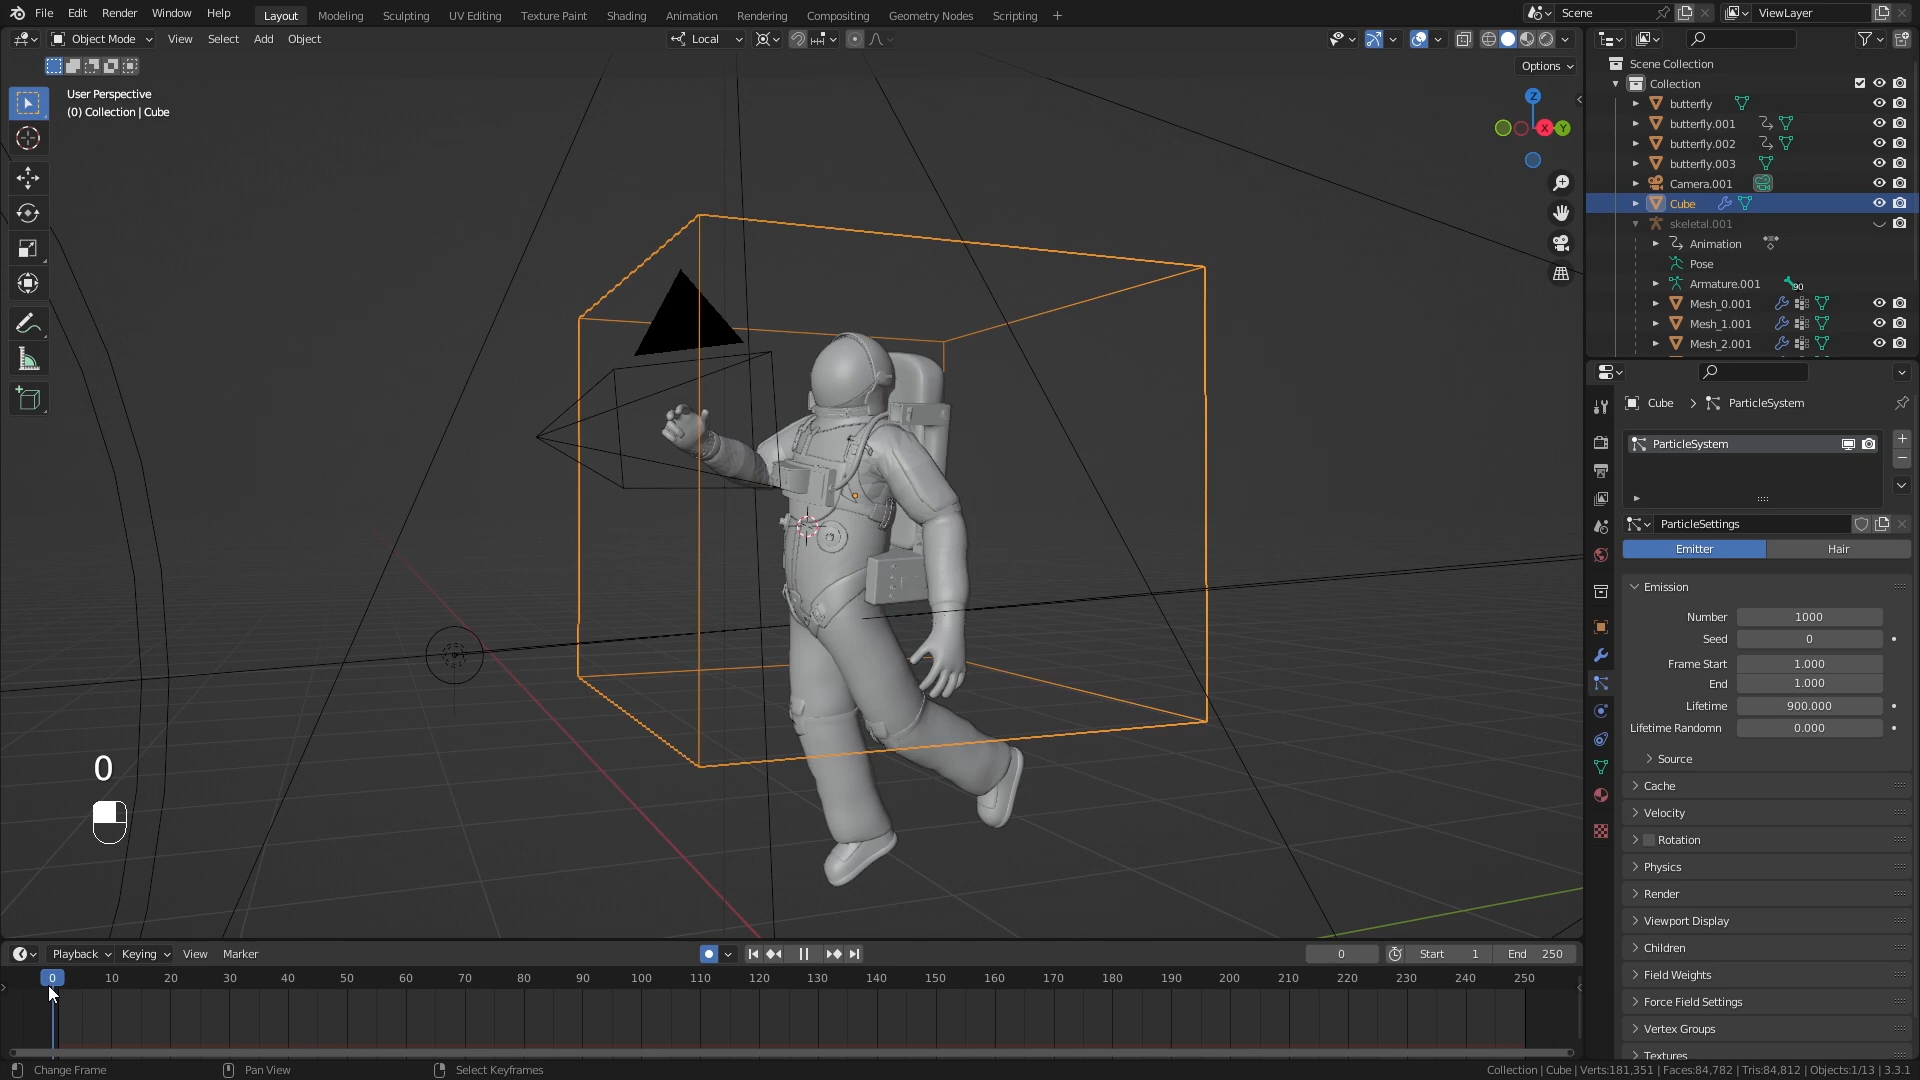 File Edit Render Window Help Layout Modeling Sculpting UV Editing Texture Paint Shading Animation Rendering Compositing Geometry Nodes Scripting + Scene ViewLayer
Object Mode View Select Add Object Local
Options
User Perspective
(0) Collection | Cube
Z
X Y
Scene Collection
Collection
butterfly
butterfly.001
butterfly.002
butterfly.003
Camera.001
Cube
skeletal.001
Animation
Pose
Armature.001 90
Mesh_0.001
Mesh_1.001
Mesh_2.001
Cube > ParticleSystem
ParticleSystem
ParticleSettings
Emitter Hair
Emission
Number 1000
Seed 0
Frame Start 1.000
End 1.000
Lifetime 900.000
Lifetime Randomn 0.000
Source
Cache
Velocity
Rotation
Physics
Render
Viewport Display
Children
Field Weights
Force Field Settings
Vertex Groups
Textures
0
Playback Keying View Marker 0 Start 1 End 250
0 10 20 30 40 50 60 70 80 90 100 110 120 130 140 150 160 170 180 190 200 210 220 230 240 250
Change Frame Pan View Select Keyframes Collection | Cube | Verts:181,351 | Faces:84,782 | Tris:84,812 | Objects:1/13 | 3.3.1